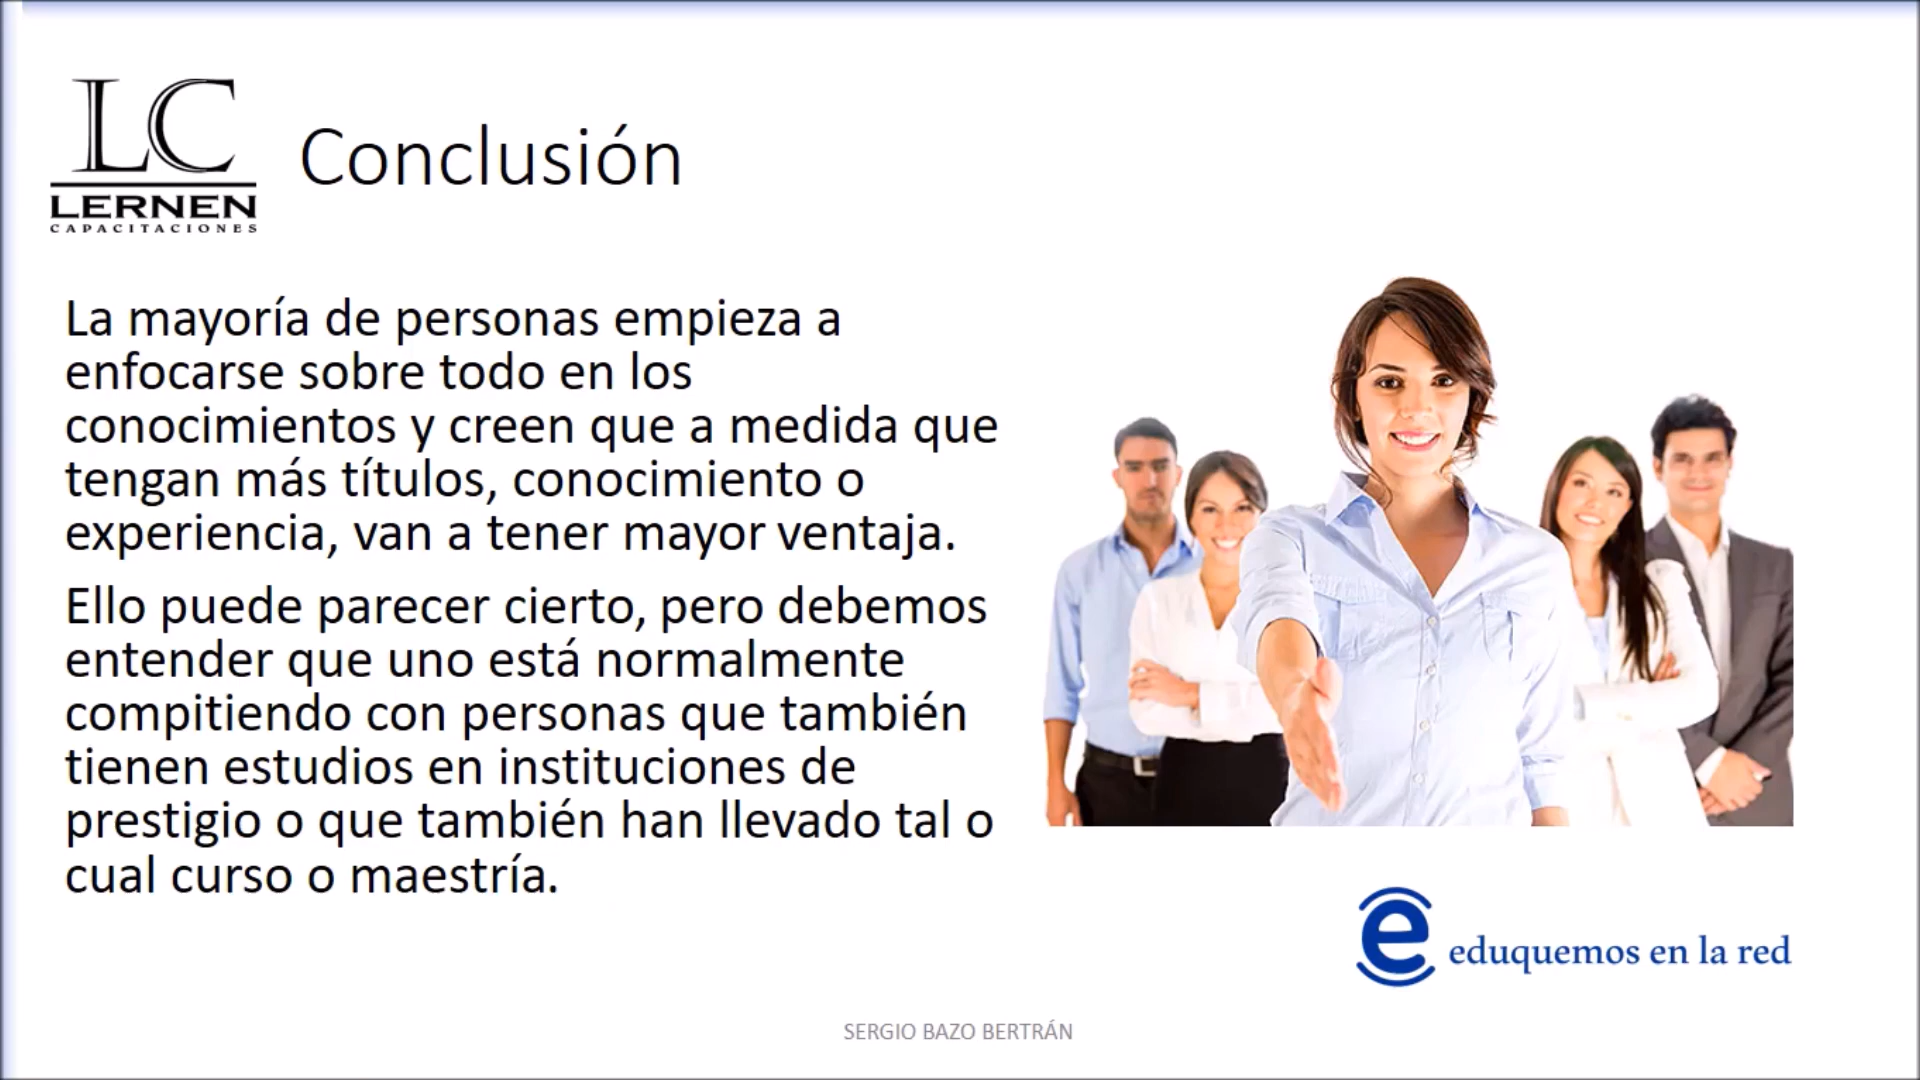 LC
LERNEN
CAPACITACIONES
Conclusión
La mayoría de personas empieza a
enfocarse sobre todo en los
conocimientos y creen que a medida que
tengan más títulos, conocimiento o
experiencia, van a tener mayor ventaja.
Ello puede parecer cierto, pero debemos
entender que uno está normalmente
compitiendo con personas que también
tienen estudios en instituciones de
prestigio o que también han llevado tal o
cual curso o maestría.
e eduquemos en la red
SERGIO BAZO BERTRÁN